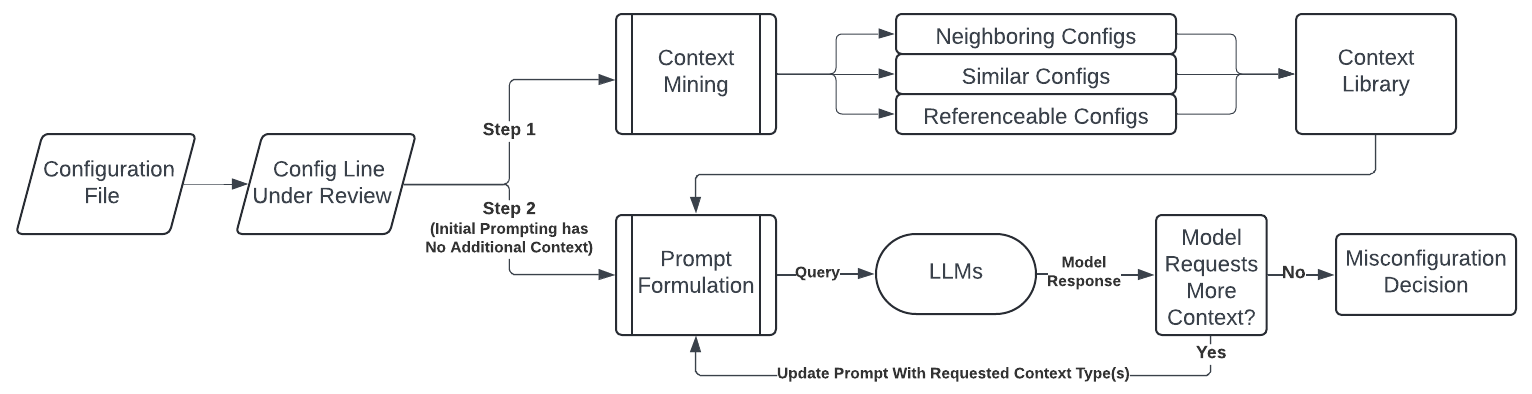 Configuration
File
Config Line
Under Review
Step 1
Step 2
(Initial Prompting has
No Additional Context)
Context
Mining
Neighboring Configs
Similar Configs
Referenceable Configs
Context
Library
Prompt
Formulation
Query
LLMs
Model
Response
Model
Requests
More
Context?
No
Misconfiguration
Decision
Yes
Update Prompt With Requested Context Type(s)